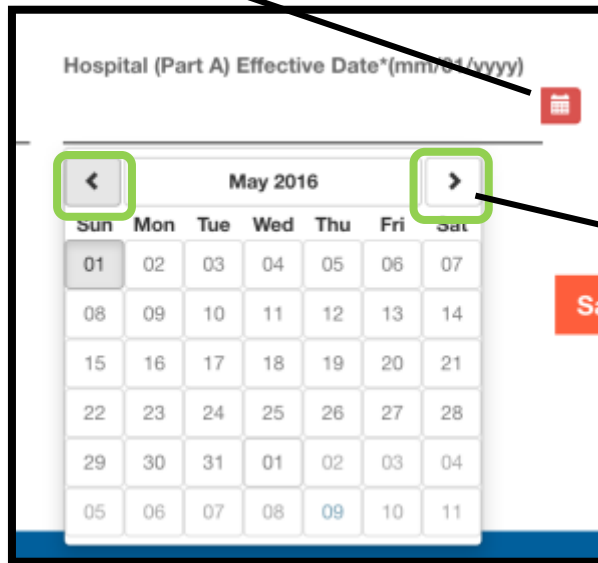 Hospital (Part A) Effective Date*(mm/01/yyyy)
May 2016
Sun Mon Tue Wed Thu Fri Sat
01 02 03 04 05 06 07
08 09 10 11 12 13 14
15 16 17 18 19 20 21
22 23 24 25 26 27 28
29 30 31 01 02 03 04
05 06 07 08 09 10 11
Sa